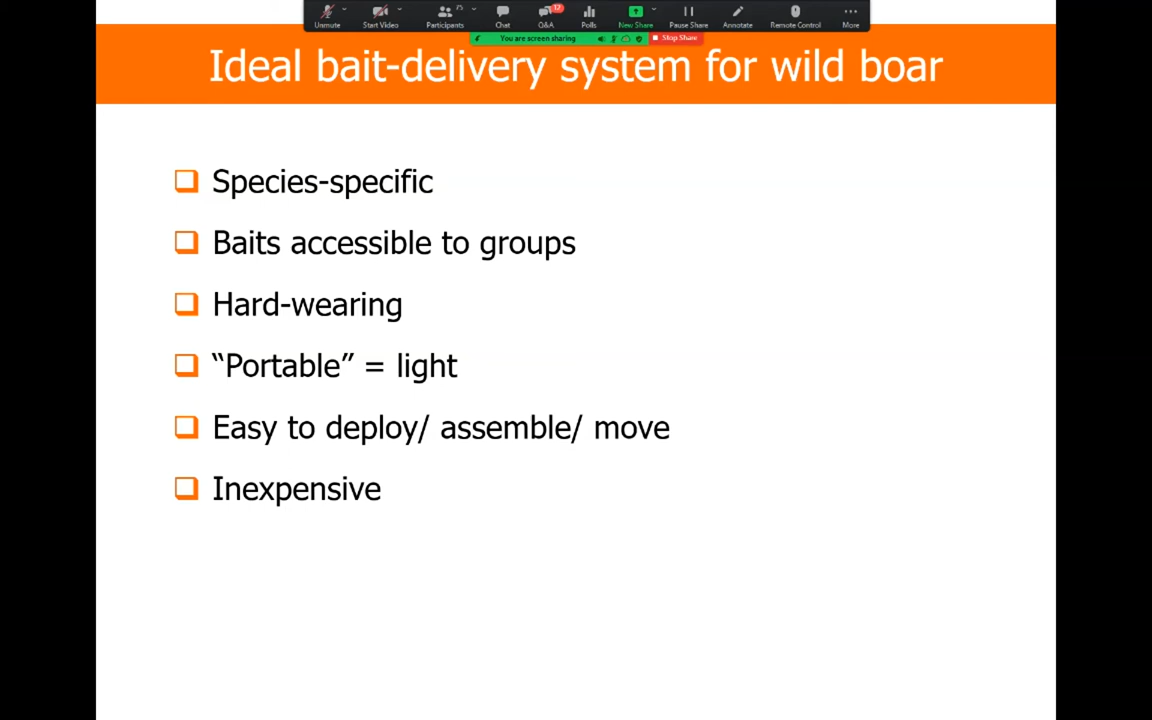 Unmute
Start Video
Participants
Chat
Q&A
12
Polls
New Share
Pause Share
Annotate
Remote Control
More
You are screen sharing
Stop Share
Ideal bait-delivery system for wild boar
Species-specific
Baits accessible to groups
Hard-wearing
“Portable” = light
Easy to deploy/ assemble/ move
Inexpensive